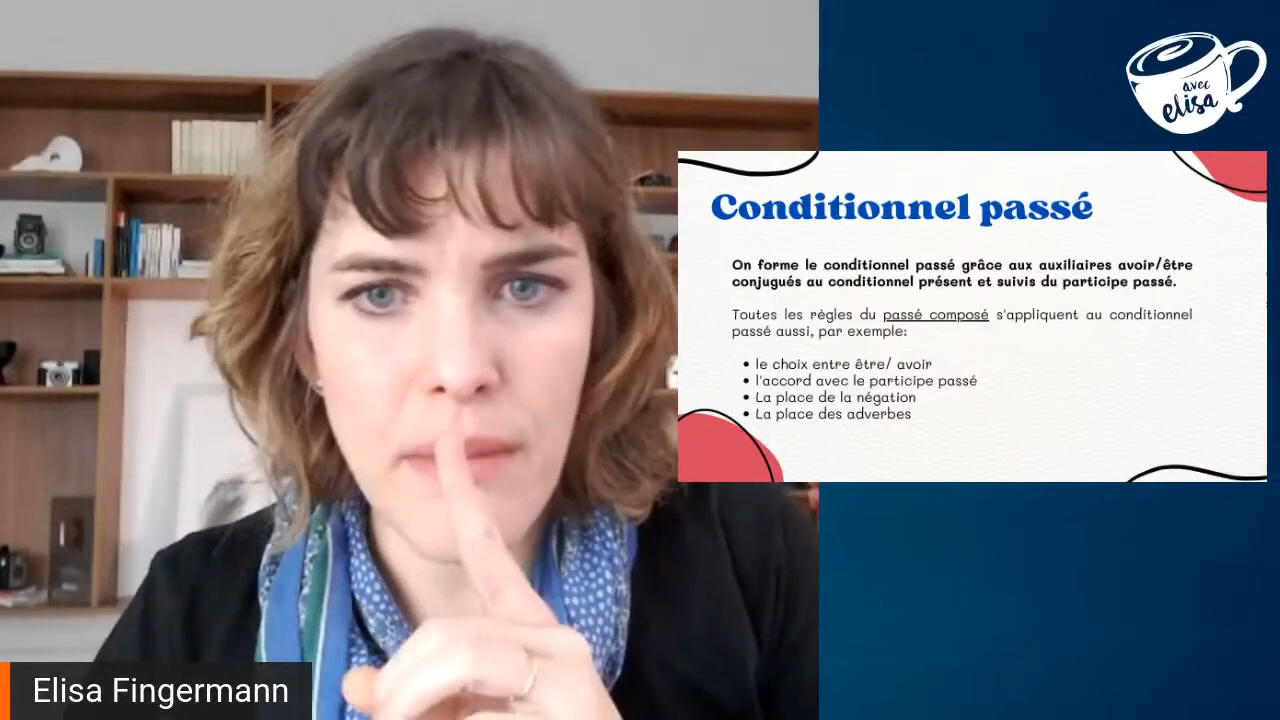 avec
elisa
Conditionnel passé
On forme le conditionnel passé grâce aux auxiliaires avoir/être
conjugués au conditionnel présent et suivis du participe passé.
Toutes les règles du passé composé s'appliquent au conditionnel
passé aussi, par exemple:
• le choix entre être/ avoir
• l'accord avec le participe passé
• La place de la négation
• La place des adverbes
Elisa Fingermann